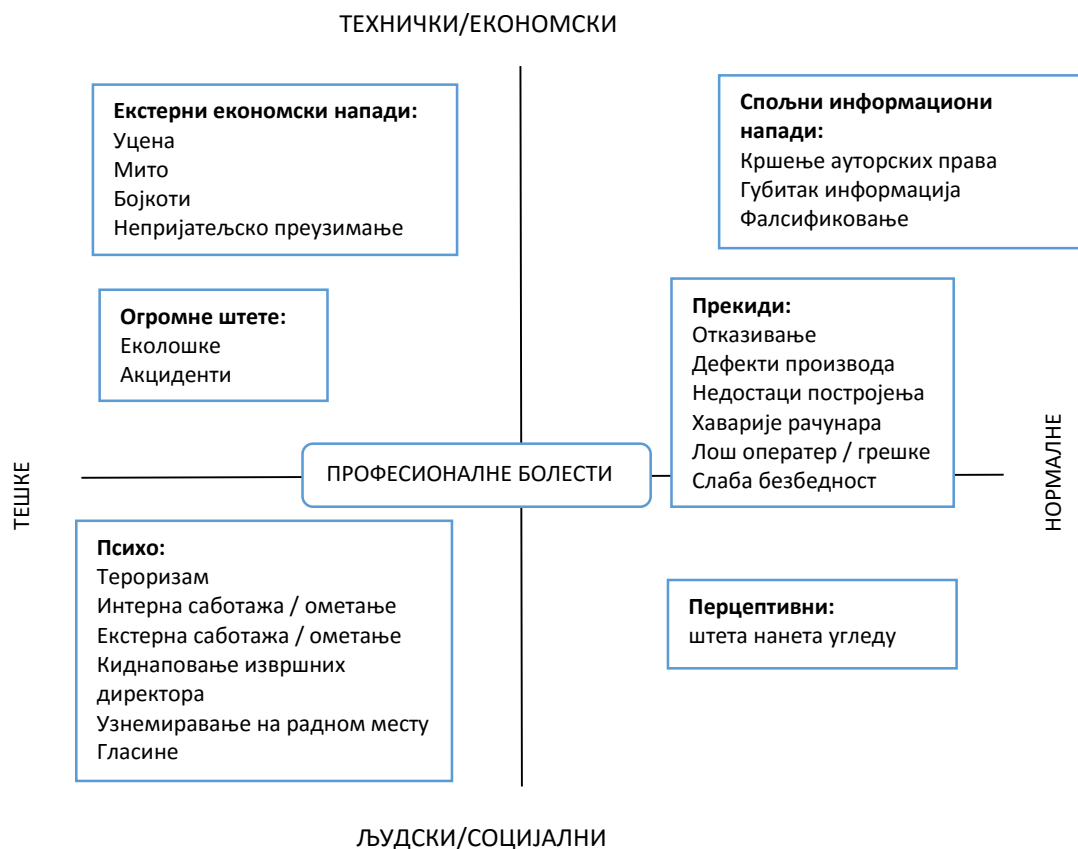 ТЕХНИЧКИ/ЕКОНОМСКИ
Екстерни економски напади:
Уцена
Мито
Бојкоти
Непријатељско преузимање
Спољни информациони
напади:
Кршење ауторских права
Губитак информација
Фалсификовање
Огромне штете:
Еколошке
Акциденти
Прекиди:
Отказивање
Дефекти производа
Недостаци постројења
Хаварије рачунара
Лош оператер / грешке
Слаба безбедност
ТЕШКЕ
ПРОФЕСИОНАЛНЕ БОЛЕСТИ
НОРМАЛНЕ
Психо:
Тероризам
Интерна саботажа / ометање
Екстерна саботажа / ометање
Киднаповање извршних
директора
Узнемиравање на радном месту
Гласине
Перцептивни:
штета нанета угледу
ЉУДСКИ/СОЦИЈАЛНИ